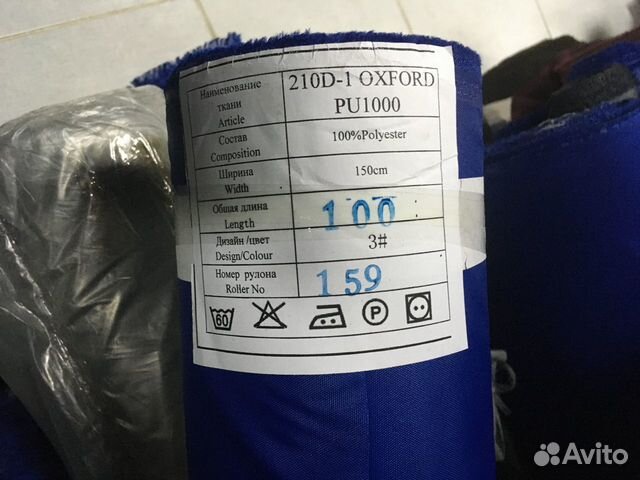 Наименование
ткани
Article
210D-1 OXFORD
PU1000
Состав
Composition
100%Polyester
Ширина
Width
150cm
Общая длина
Length
100
Дизайн /цвет
Design/Colour
3#
Номер рулона
Roller No
159
60
P
Avito